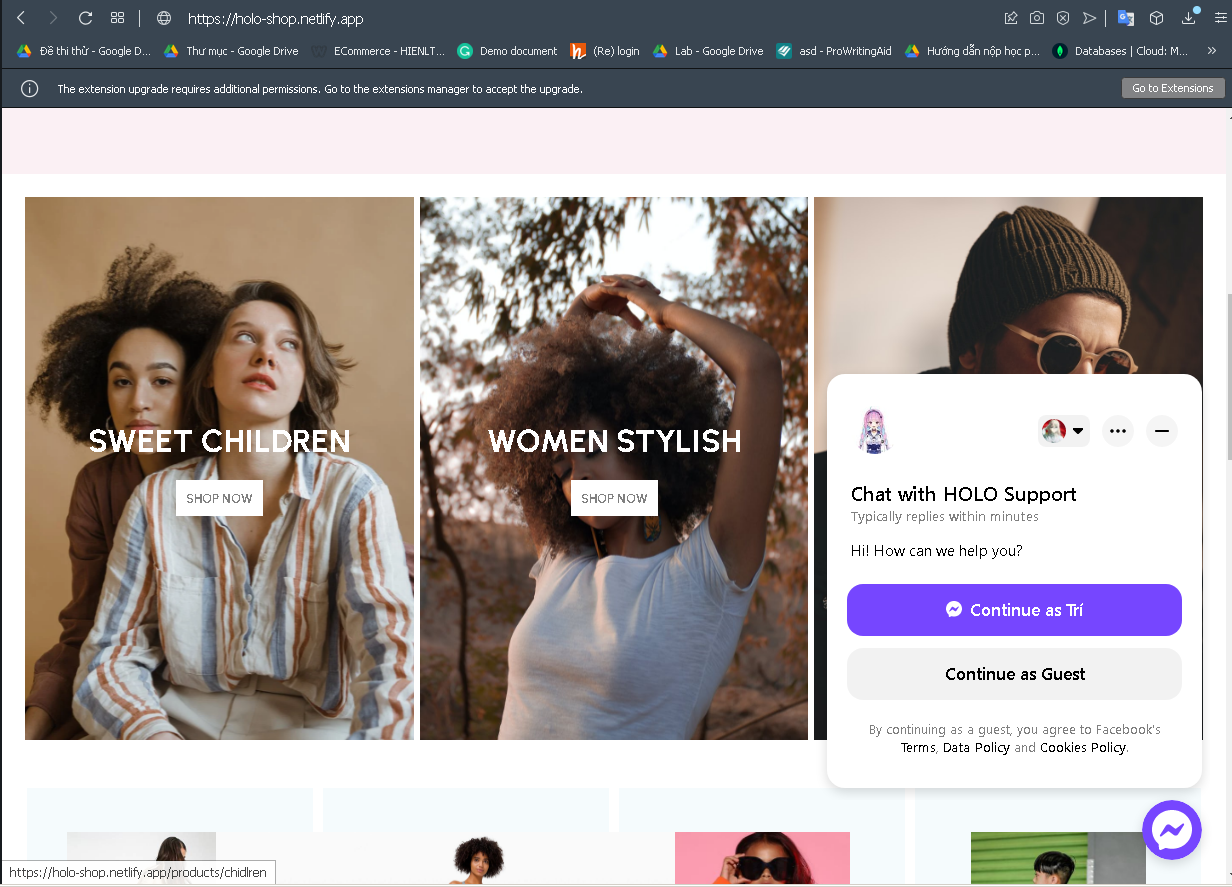 https://holo-shop.netlify.app
Đề thi thử - Google D...
Thư mục - Google Drive
ECommerce - HIENLT...
Demo document
(Re) login
Lab - Google Drive
asd - ProWritingAid
Hướng dẫn nộp học p...
Databases | Cloud: M...
The extension upgrade requires additional permissions. Go to the extensions manager to accept the upgrade.
Go to Extensions
SWEET CHILDREN
SHOP NOW
WOMEN STYLISH
SHOP NOW
Chat with HOLO Support
Typically replies within minutes
Hi! How can we help you?
Continue as Trí
Continue as Guest
By continuing as a guest, you agree to Facebook's
Terms, Data Policy and Cookies Policy.
https://holo-shop.netlify.app/products/chidlren